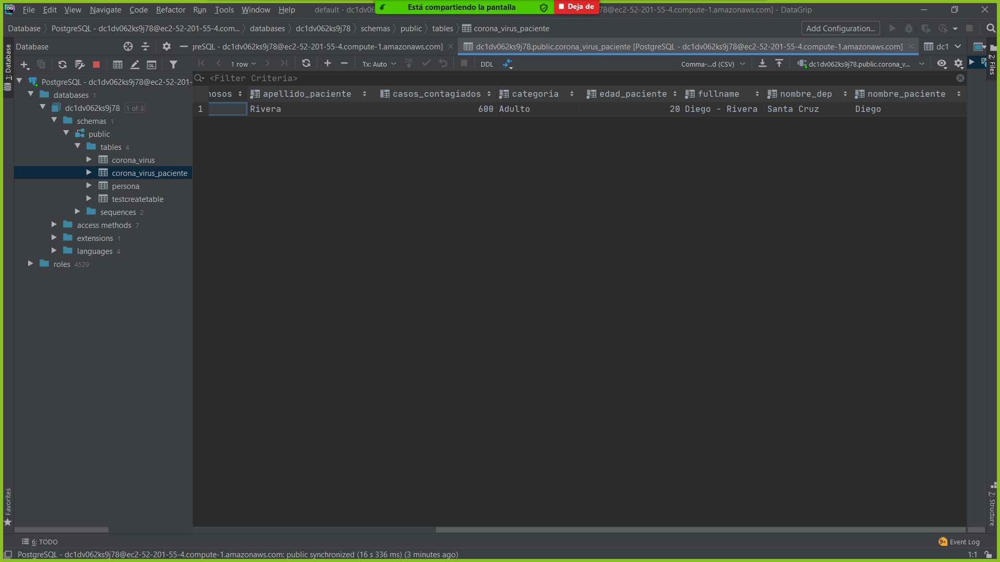 File Edit View Navigate Code Refactor Run Tools Window Help
default - dc1dv062
Está compartiendo la pantalla
Deja de
78@ec2-52-201-55-4.compute-1.amazonaws.com] - DataGrip
Database PostgreSQL - dc1dv062ks9j78@ec2-52-201-55-4.com... databases dc1dv062ks9j78 schemas public tables corona_virus_paciente
Add Configuration...
Database
greSQL - dc1dv062ks9j78@ec2-52-201-55-4.compute-1.amazonaws.com]
dc1dv062ks9j78.public.corona_virus_paciente [PostgreSQL - dc1dv062ks9j78@ec2-52-201-55-4.compute-1.amazonaws.com]
dc1
1 row
Tx: Auto
DB
DDL
Comma-...d (CSV)
dc1dv062ks9j78.public.corona_v...
<Filter Criteria>
nosos apellido_paciente casos_contagiados categoria edad_paciente fullname nombre_dep nombre_paciente
1 Rivera 600 Adulto 20 Diego - Rivera Santa Cruz Diego
PostgreSQL - dc1dv062ks9j78@ec2-52-201-
databases 1
dc1dv062ks9j78 1 of 3
schemas 1
public
tables 4
corona_virus
corona_virus_paciente
persona
testcreatetable
sequences 2
access methods 7
extensions 1
languages 4
roles 4529
1: Database
Favorites
2: Files
7: Structure
6: TODO
9+ Event Log
PostgreSQL - dc1dv062ks9j78@ec2-52-201-55-4.compute-1.amazonaws.com: public synchronized (16 s 336 ms) (3 minutes ago)
1:1